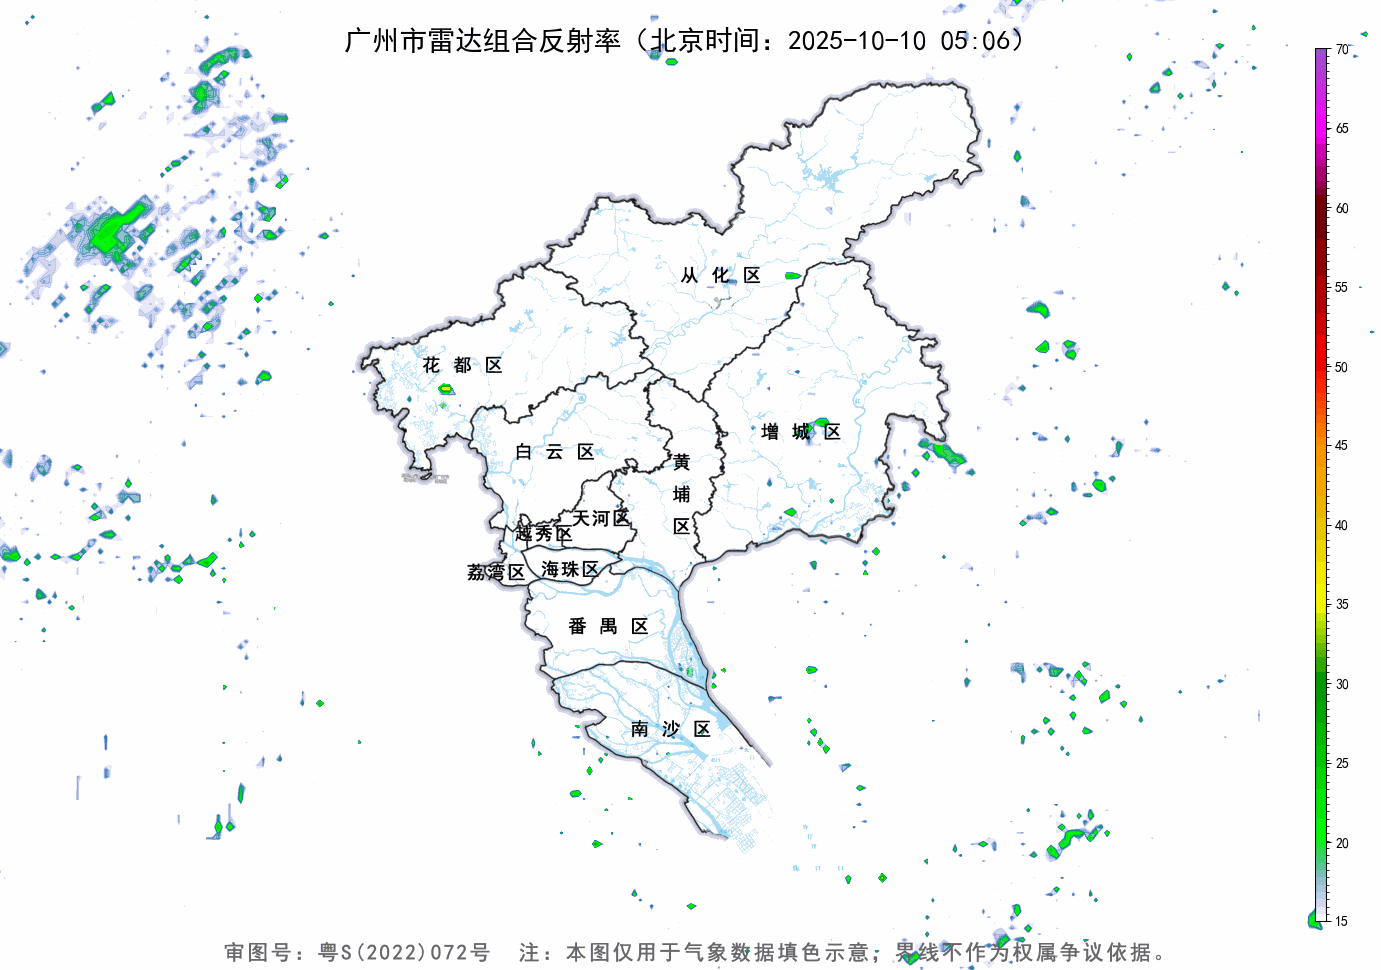 广州市雷达组合反射率（北京时间：2025-10-10 05:06）
70
65
60
55
50
45
40
35
30
25
20
15
从化区
花都区
增城区
白云区
黄埔区
天河区
越秀区
荔湾区
海珠区
番禺区
南沙区
审图号：粤S(2022)072号 注：本图仅用于气象数据填色示意，界线不作为权属争议依据。